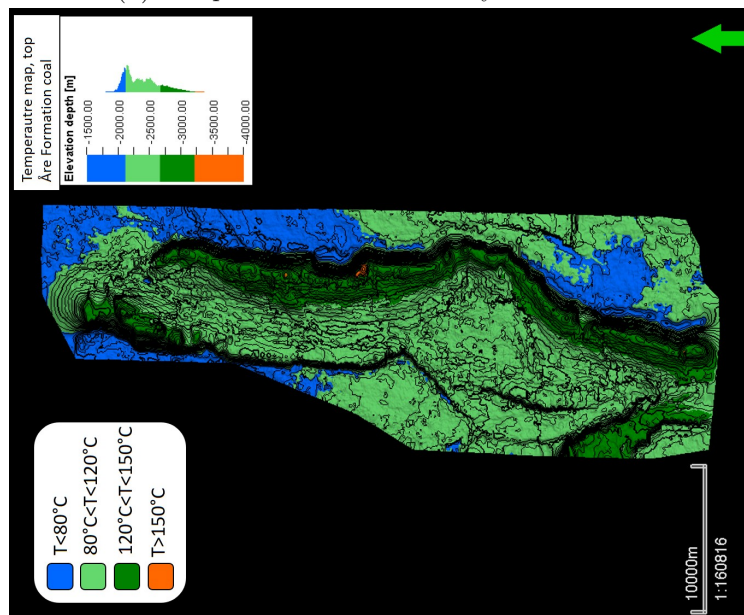 Temperautre map, top
Åre Formation coal
Elevation depth [m]
-1500.00
-2000.00
-2500.00
-3000.00
-3500.00
-4000.00
T<80°C
80°C<T<120°C
120°C<T<150°C
T>150°C
10000m
1:160816